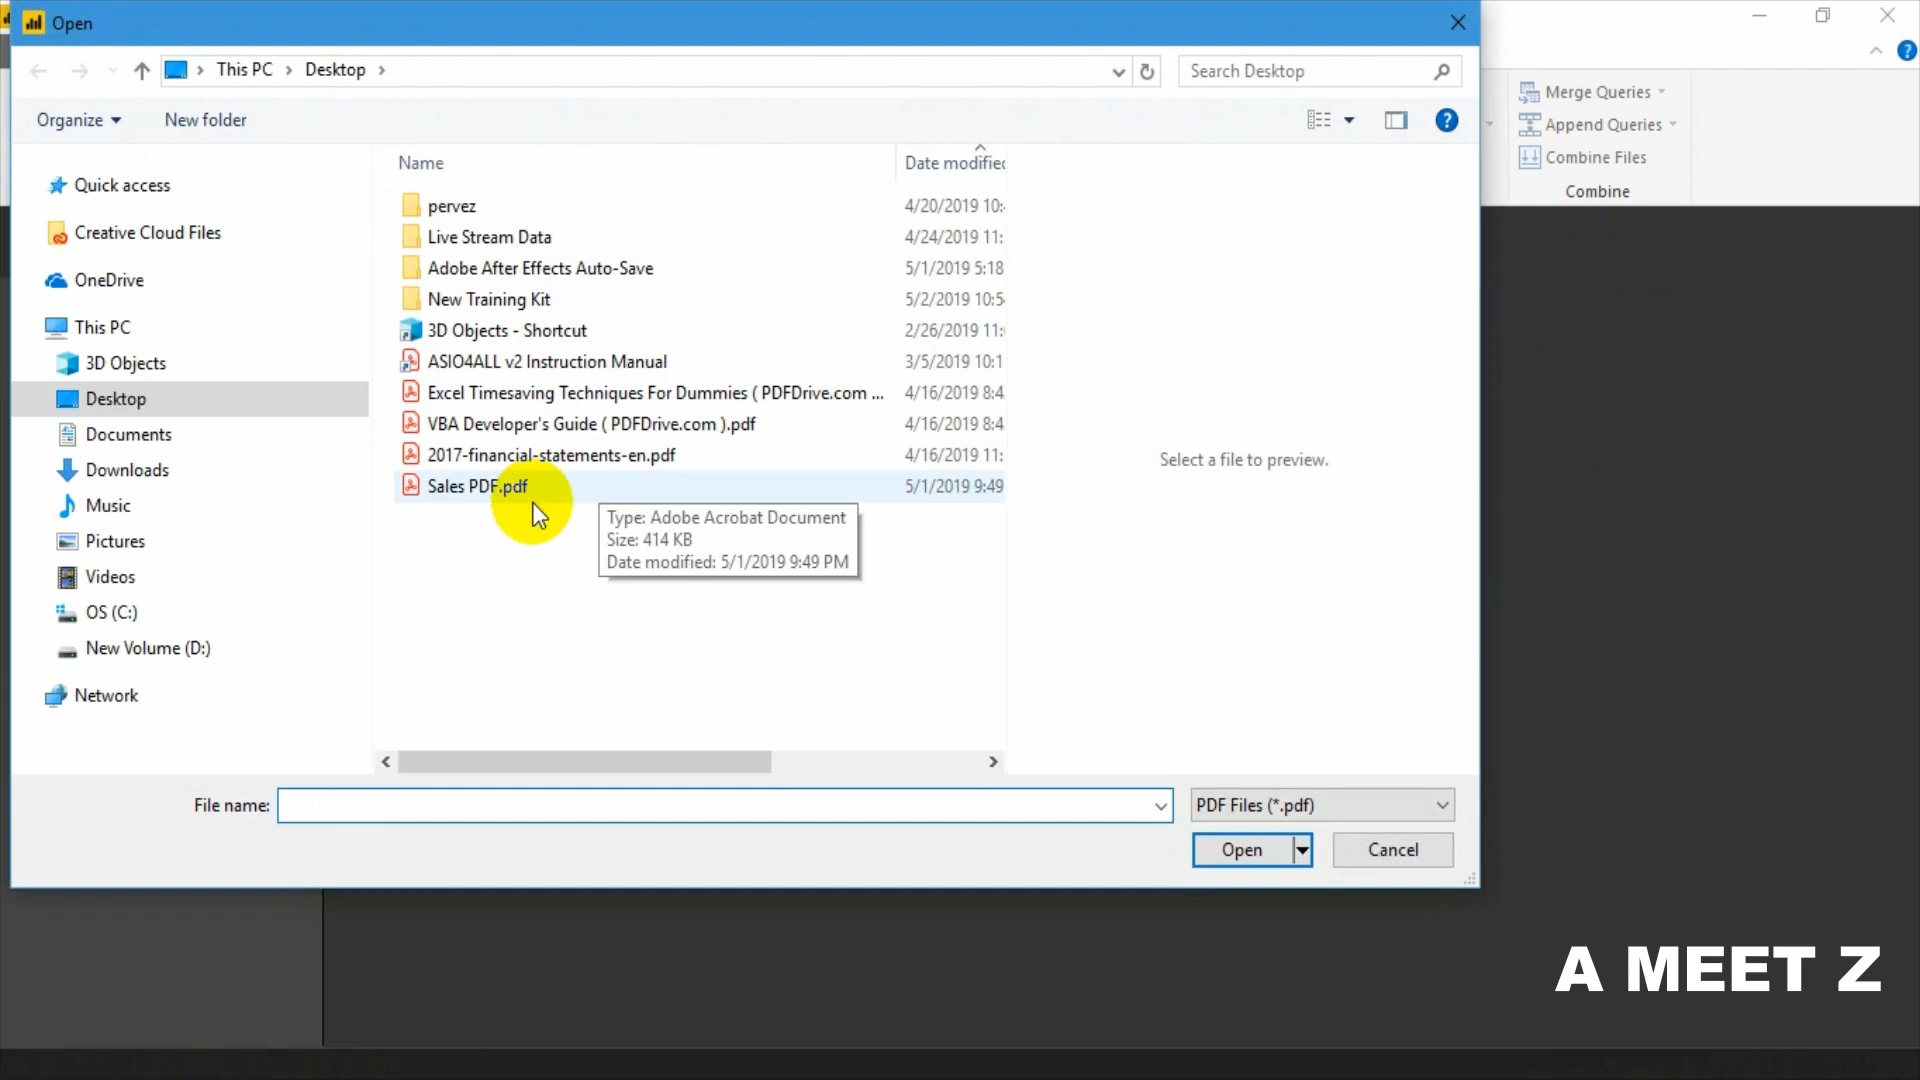 Open
This PC
Desktop
Search Desktop
Organize
New folder
Merge Queries
Append Queries
Combine Files
Combine
Name
Date modified
Quick access
Creative Cloud Files
OneDrive
This PC
3D Objects
Desktop
Documents
Downloads
Music
Pictures
Videos
OS (C:)
New Volume (D:)
Network
pervez 4/20/2019 10:
Live Stream Data 4/24/2019 11:
Adobe After Effects Auto-Save 5/1/2019 5:18
New Training Kit 5/2/2019 10:5
3D Objects - Shortcut 2/26/2019 11:
ASIO4ALL v2 Instruction Manual 3/5/2019 10:1
Excel Timesaving Techniques For Dummies ( PDFDrive.com ... 4/16/2019 8:4
VBA Developer's Guide ( PDFDrive.com ).pdf 4/16/2019 8:4
2017-financial-statements-en.pdf 4/16/2019 11:
Sales PDF.pdf 5/1/2019 9:49
Type: Adobe Acrobat Document
Size: 414 KB
Date modified: 5/1/2019 9:49 PM
Select a file to preview.
File name:
PDF Files (*.pdf)
Open
Cancel
A MEET Z